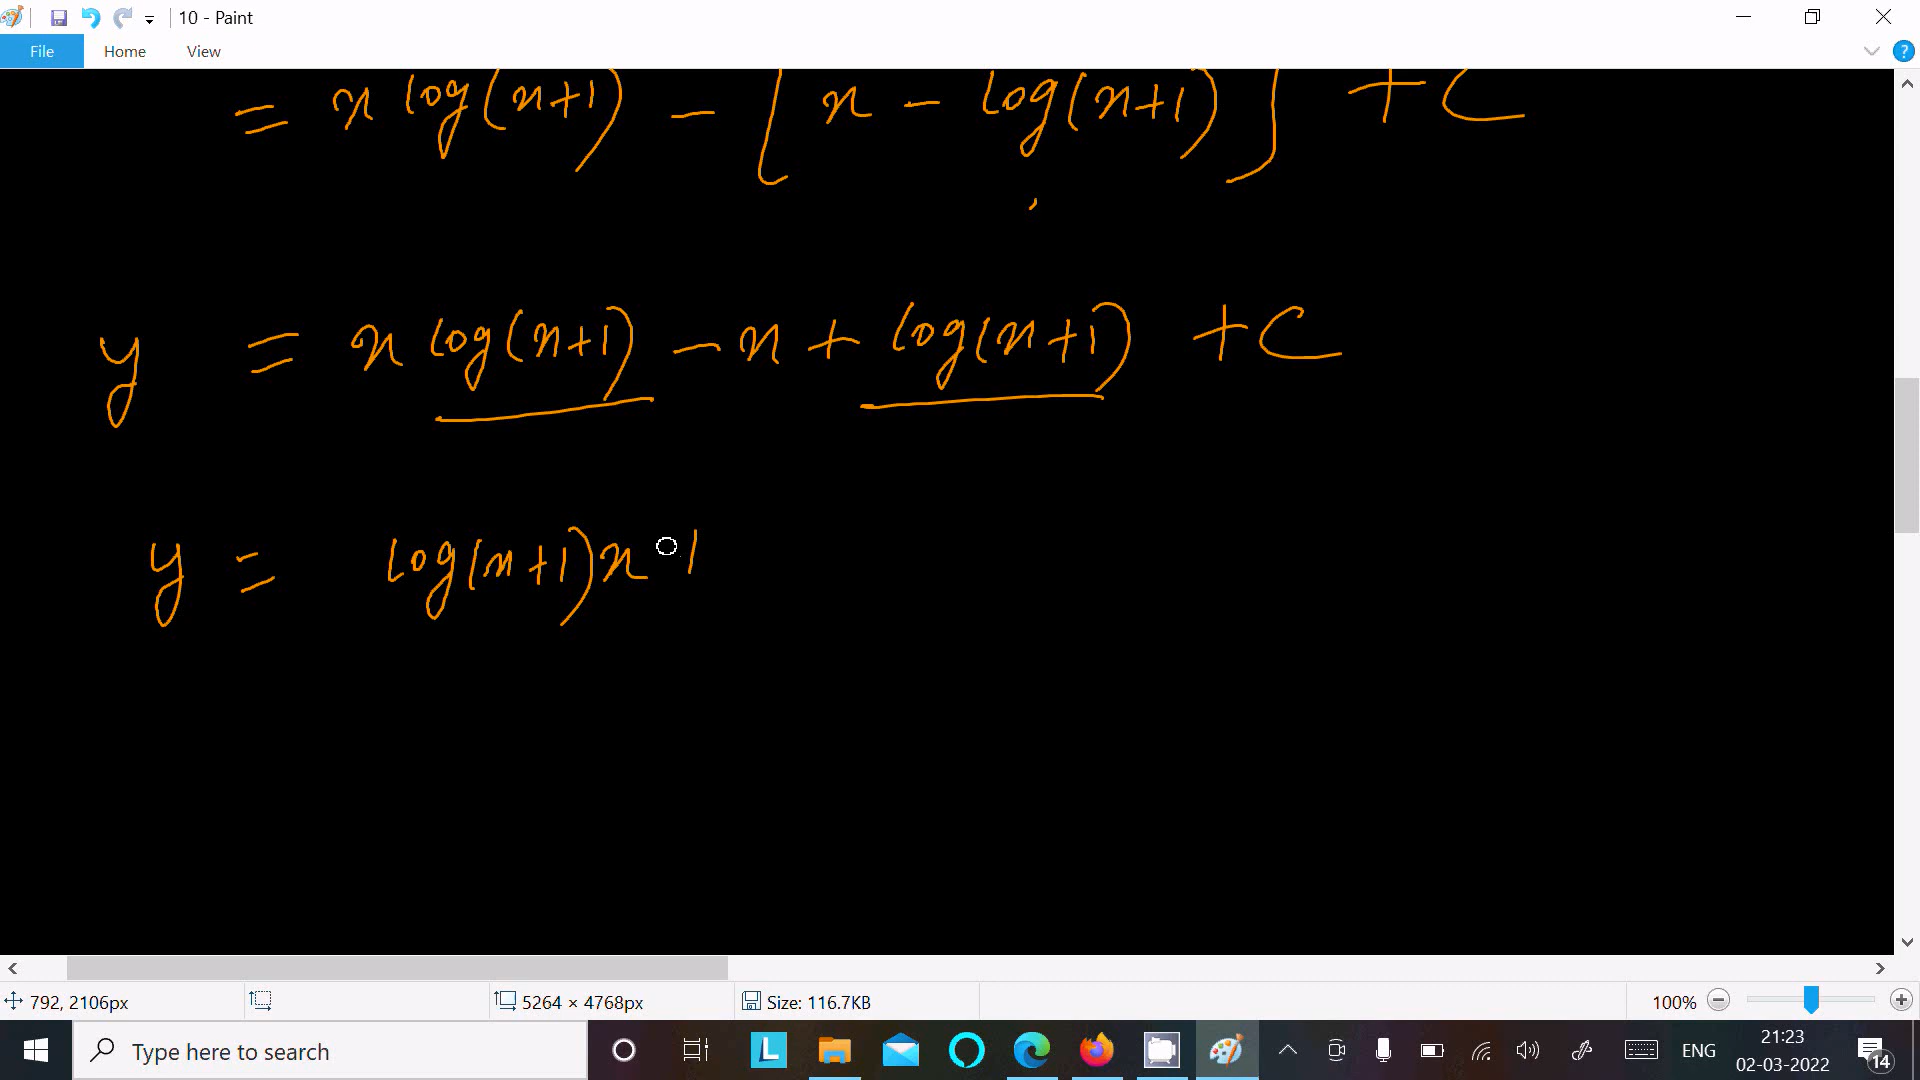 10 - Paint
File Home View
= x log(x+1) - [x - log(x+1)] + C
y = x log(x+1) - x + log(x+1) + C
y = log(x+1) x 1
792, 2106px 5264 × 4768px Size: 116.7KB 100%
Type here to search L ENG 21:23
02-03-2022 14